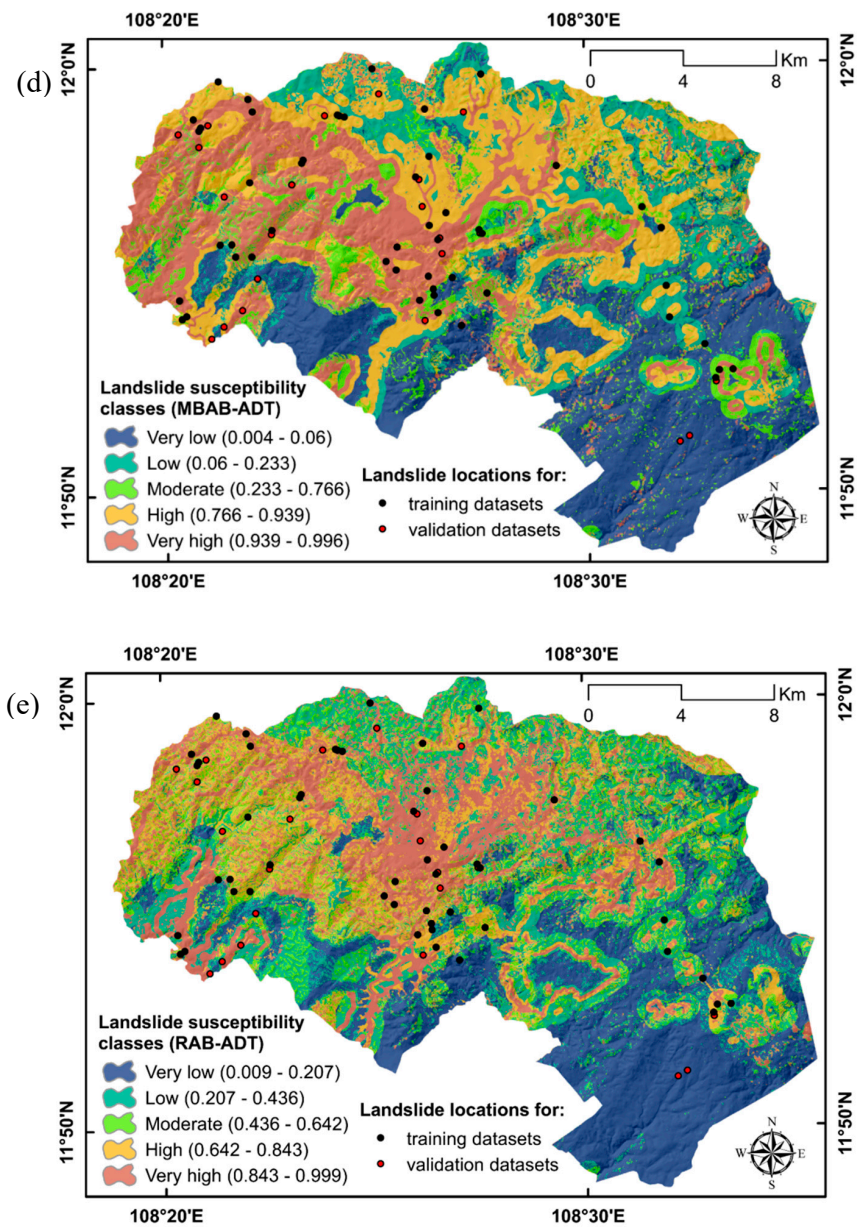 108°20'E 108°30'E
(d)
12°0'N 12°0'N
Km
0 4 8
Landslide susceptibility
classes (MBAB-ADT)
Very low (0.004 - 0.06)
Low (0.06 - 0.233)
Moderate (0.233 - 0.766)
High (0.766 - 0.939)
Very high (0.939 - 0.996)
Landslide locations for:
training datasets
validation datasets
N
W E
S
11°50'N 11°50'N
108°20'E 108°30'E
108°20'E 108°30'E
(e)
12°0'N 12°0'N
Km
0 4 8
Landslide susceptibility
classes (RAB-ADT)
Very low (0.009 - 0.207)
Low (0.207 - 0.436)
Moderate (0.436 - 0.642)
High (0.642 - 0.843)
Very high (0.843 - 0.999)
Landslide locations for:
training datasets
validation datasets
N
W E
S
11°50'N 11°50'N
108°20'E 108°30'E